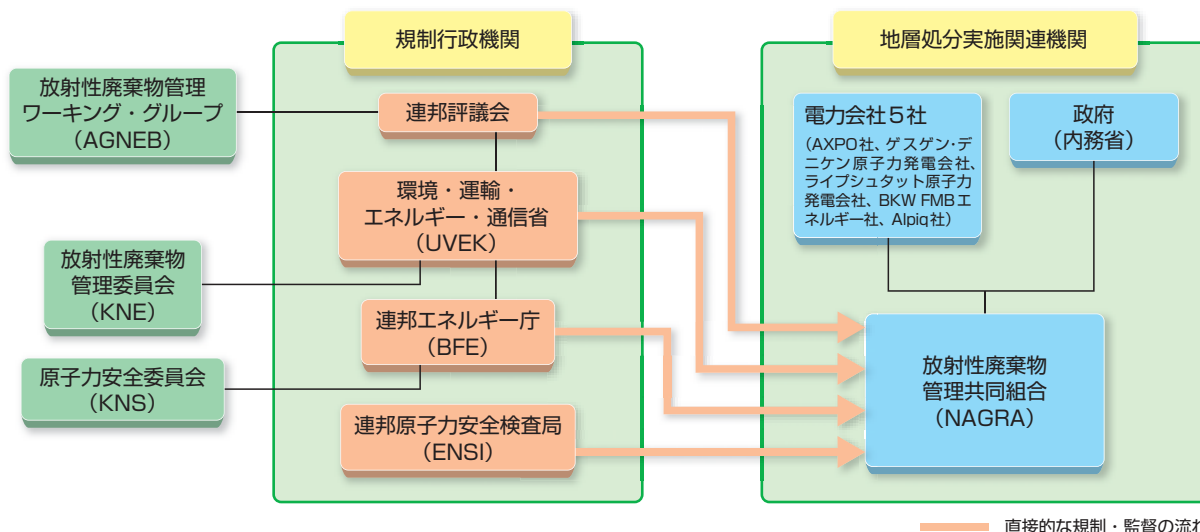 規制行政機関
地層処分実施関連機関
放射性廃棄物管理
ワーキング・グループ
(AGNEB)
連邦評議会
環境・運輸・
エネルギー・通信省
(UVEK)
放射性廃棄物
管理委員会
(KNE)
連邦エネルギー庁
(BFE)
原子力安全委員会
(KNS)
連邦原子力安全検査局
(ENSI)
電力会社5社
(AXPO社、ゲスゲン・デ
ニケン原子力発電会社、
ライプシュタット原子力
発電会社、BKW FMBエ
ネルギー社、Alpiq社)
政府
(内務省)
放射性廃棄物
管理共同組合
(NAGRA)
直接的な規制・監督の流れ